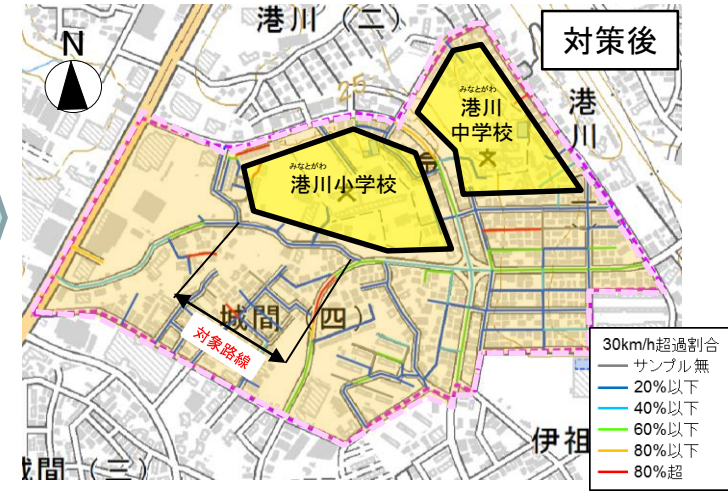 港川（二）
対策後
N
25
みなとがわ
港川
中学校
港川
みなとがわ
港川小学校
城間（四）
対象路線
30km/h超過割合
サンプル無
20%以下
40%以下
60%以下
80%以下
80%超
伊祖
城間（三）